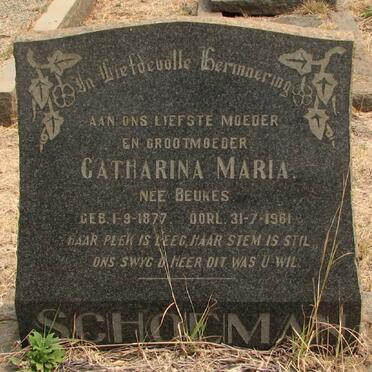 In Liefdevolle Herinnering
AAN ONS LIEFSTE MOEDER
EN GROOTMOEDER
CATHARINA MARIA.
NEE BEUKES
GEB. 1-9-1877. OORL. 31-7-1961
HAAR PLEK IS LEEG, HAAR STEM IS STIL
ONS SWYG O HEER DIT WAS U WIL.
SCHOEMAN